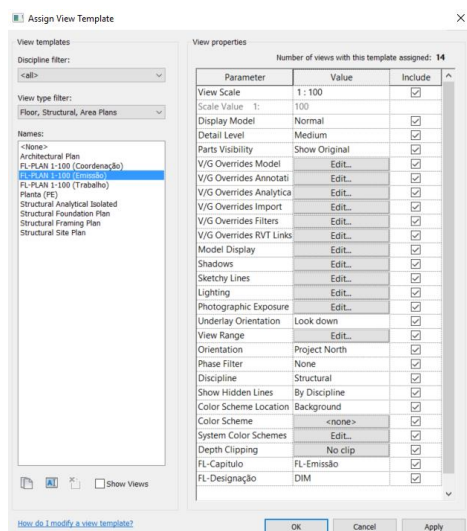 Assign View Template
View templates
Discipline filter:
<all>
View type filter:
Floor, Structural, Area Plans
Names:
<None>
Architectural Plan
FL-PLAN 1-100 (Coordenação)
FL-PLAN 1-100 (Emissão)
FL-PLAN 1-100 (Trabalho)
Planta (PE)
Structural Analytical Isolated
Structural Foundation Plan
Structural Framing Plan
Structural Site Plan
Show Views
How do I modify a view template?
View properties
Number of views with this template assigned: 14
Parameter Value Include
View Scale 1 : 100
Scale Value 1: 100
Display Model Normal
Detail Level Medium
Parts Visibility Show Original
V/G Overrides Model Edit...
V/G Overrides Annotati Edit...
V/G Overrides Analytica Edit...
V/G Overrides Import Edit...
V/G Overrides Filters Edit...
V/G Overrides RVT Links Edit...
Model Display Edit...
Shadows Edit...
Sketchy Lines Edit...
Lighting Edit...
Photographic Exposure Edit...
Underlay Orientation Look down
View Range Edit...
Orientation Project North
Phase Filter None
Discipline Structural
Show Hidden Lines By Discipline
Color Scheme Location Background
Color Scheme <none>
System Color Schemes Edit...
Depth Clipping No clip
FL-Capitulo FL-Emissão
FL-Designação DIM
OK Cancel Apply